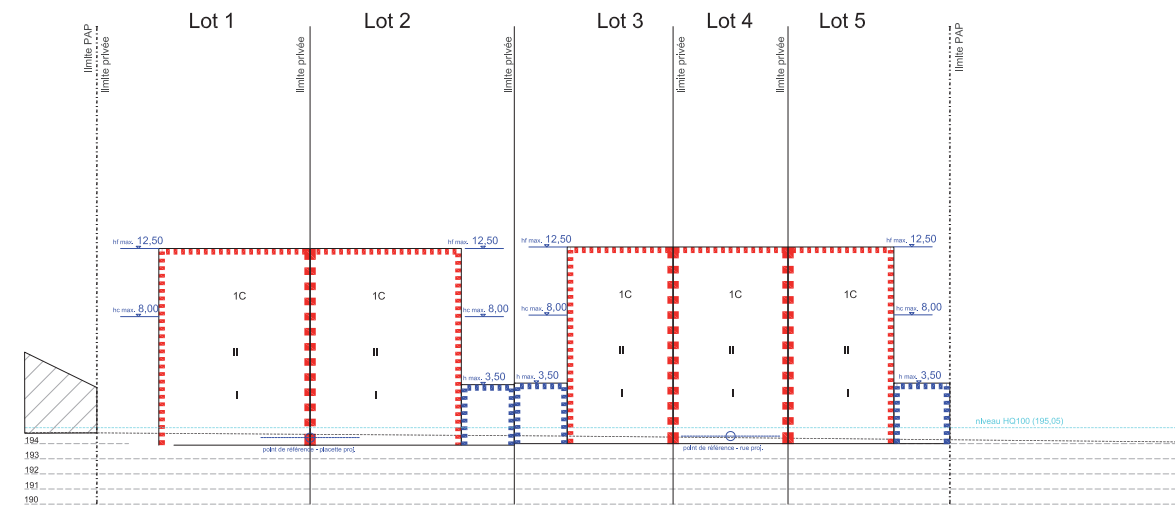 Lot 1
Lot 2
Lot 3
Lot 4
Lot 5
limite PAP
limite privée
limite privée
limite privée
limite privée
limite privée
limite PAP
hf max. 12,50
hf max. 12,50
hf max. 12,50
hf max. 12,50
1C
1C
1C
1C
1C
hc max. 8,00
hc max. 8,00
hc max. 8,00
hc max. 8,00
II
II
II
II
II
h max. 3,50
h max. 3,50
h max. 3,50
I
I
I
I
I
niveau HQ100 (195,05)
194
point de référence - placette proj.
point de référence - rue proj.
193
192
191
190